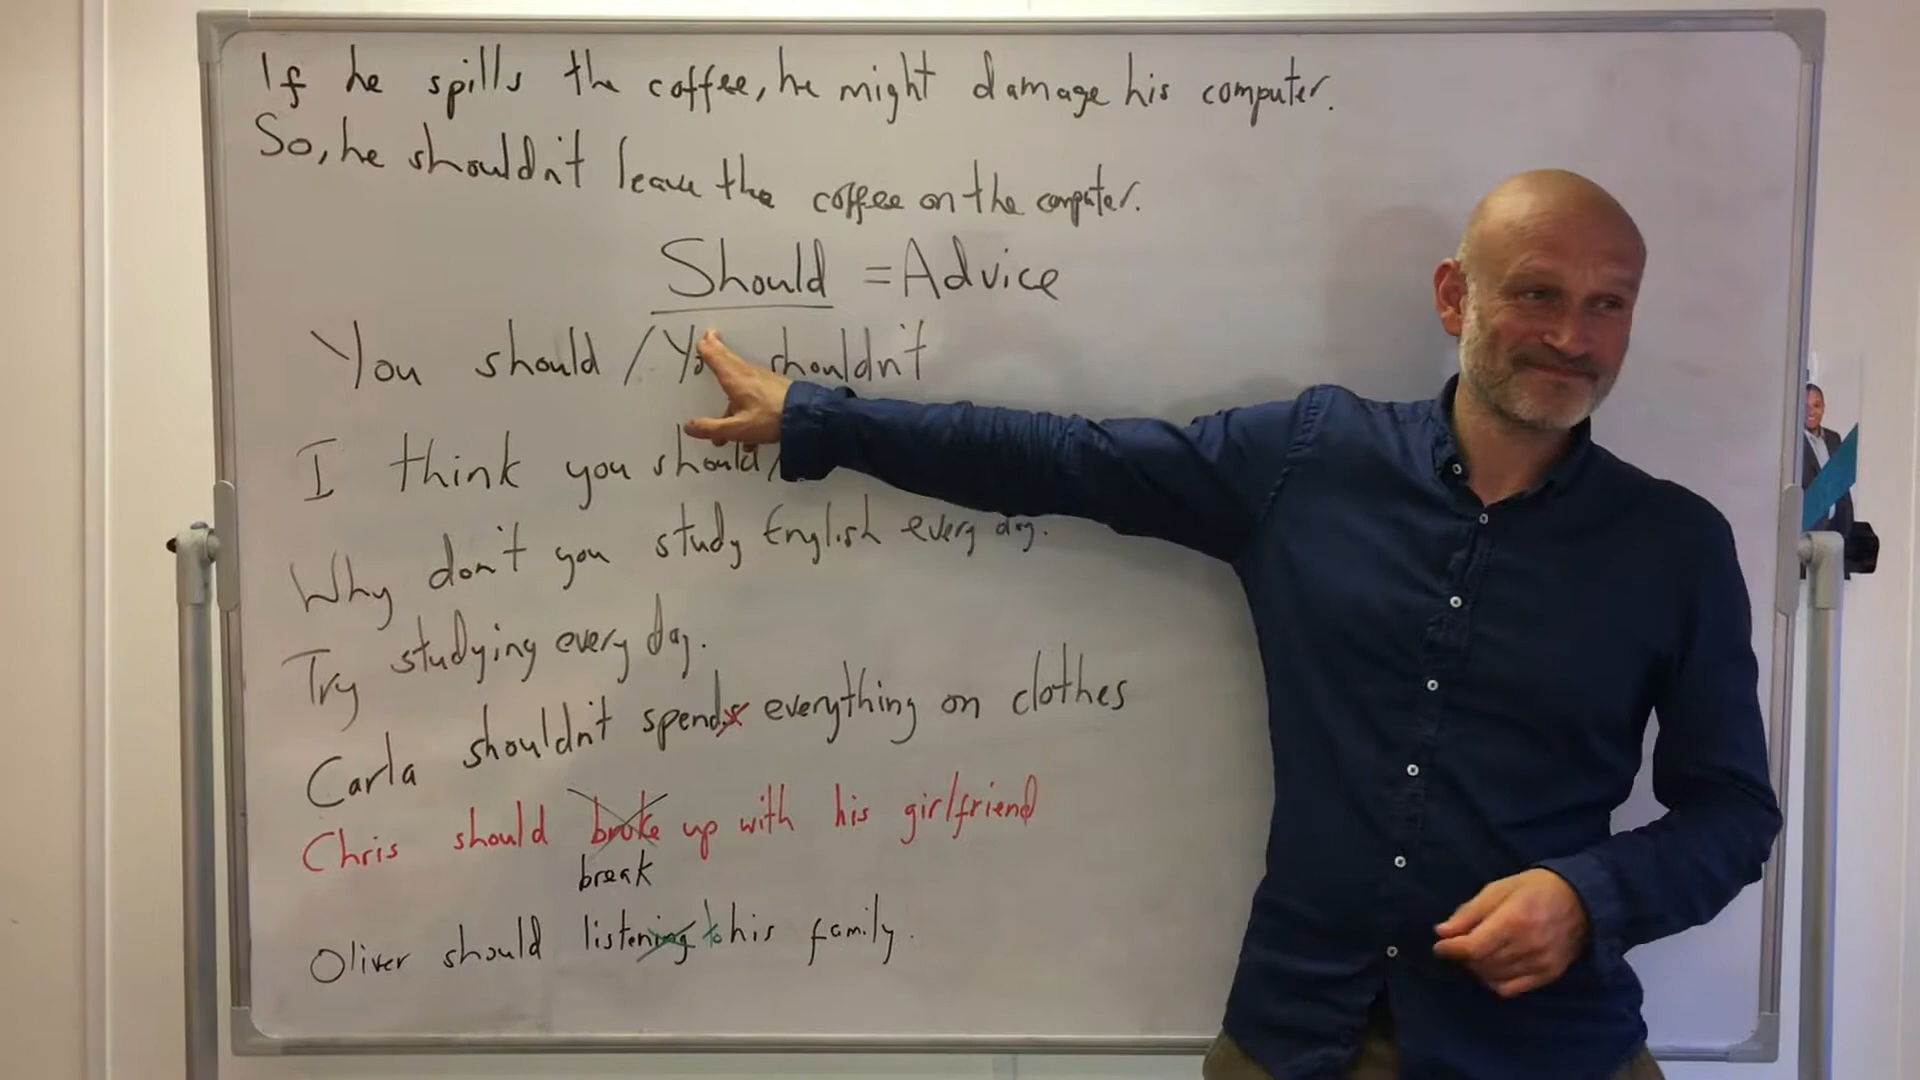 If he spills the coffee, he might damage his computer.
So, he shouldn't leave the coffee on the computer.
Should = Advice
You should / You shouldn't
I think you should/
Why don't you study English every day.
Try studying every day.
Carla shouldn't spends everything on clothes
Chris should broke up with his girlfriend
break
Oliver should listening to his family.